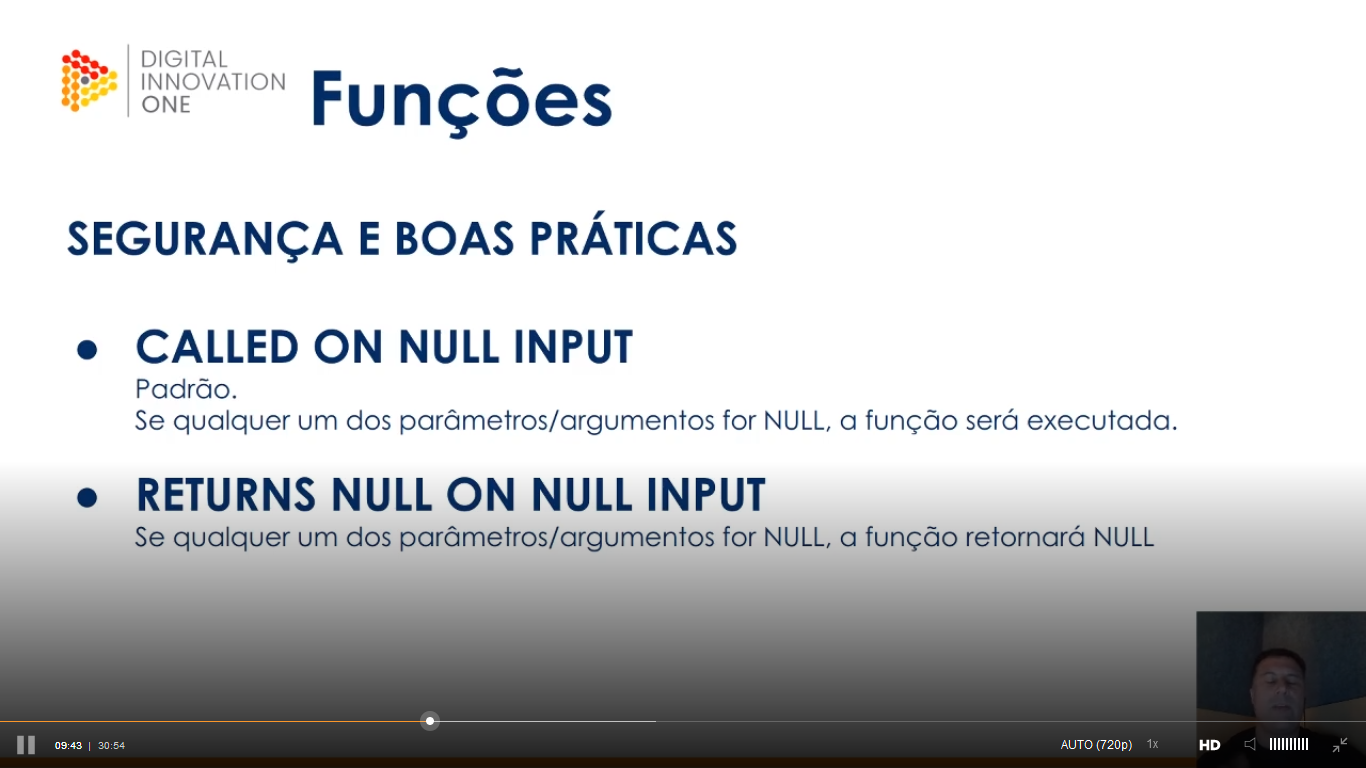 DIGITAL
INNOVATION
ONE
Funções
SEGURANÇA E BOAS PRÁTICAS
● CALLED ON NULL INPUT
Padrão.
Se qualquer um dos parâmetros/argumentos for NULL, a função será executada.
● RETURNS NULL ON NULL INPUT
Se qualquer um dos parâmetros/argumentos for NULL, a função retornará NULL
09:43 | 30:54 AUTO (720p) 1x HD